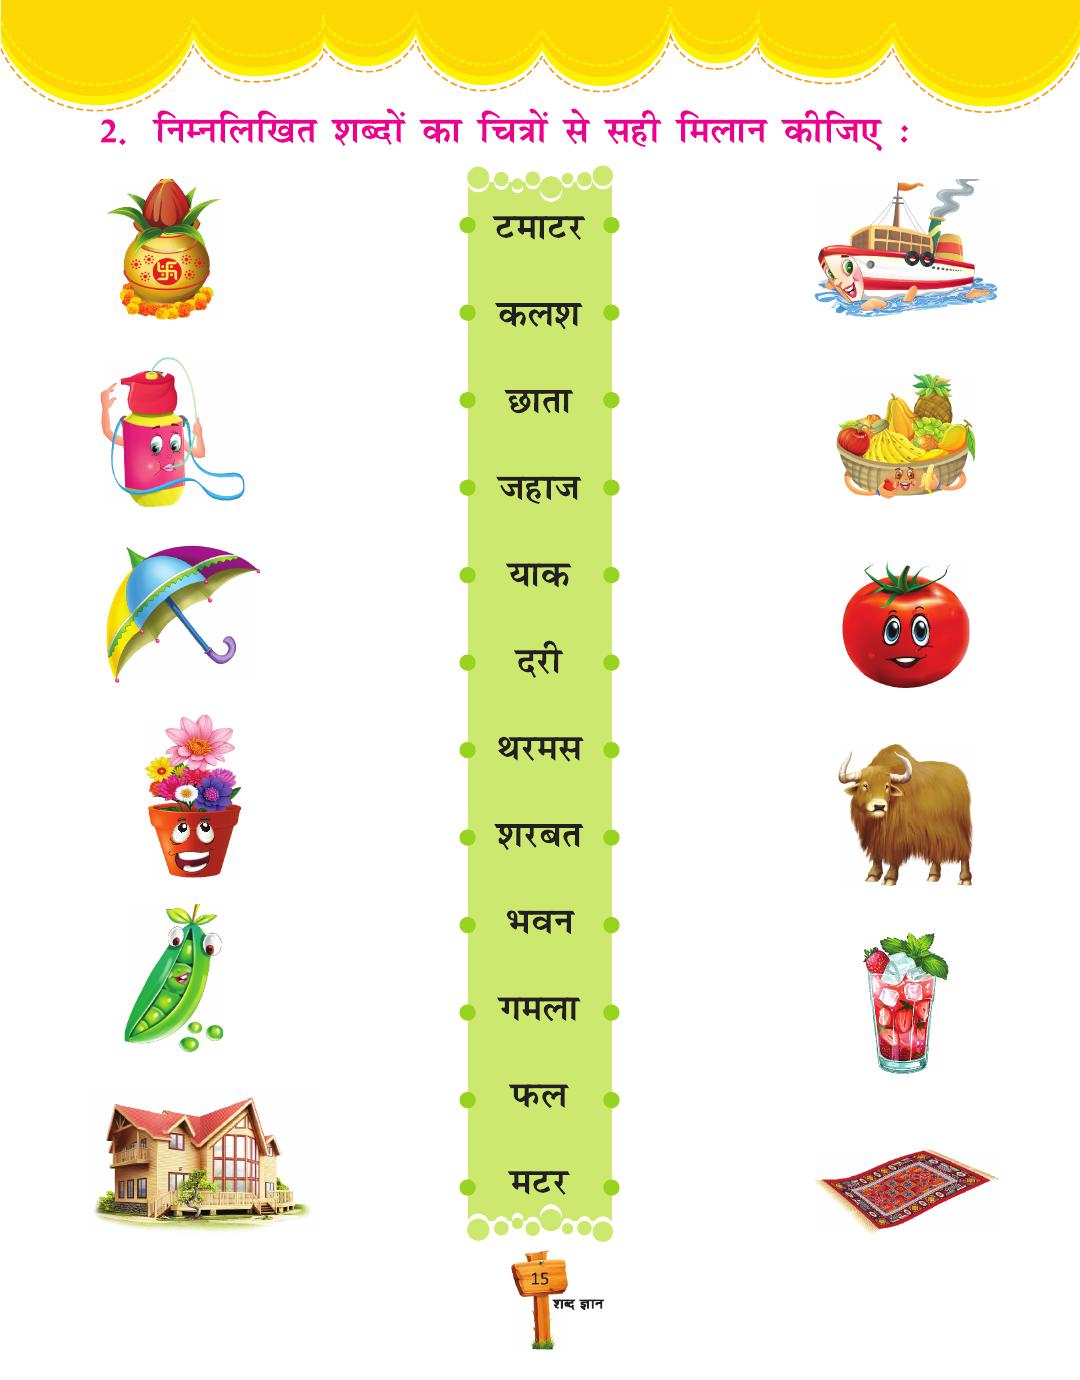 2. निम्नलिखित शब्दों का चित्रों से सही मिलान कीजिए :
टमाटर
कलश
छाता
जहाज
याक
दरी
थरमस
शरबत
भवन
गमला
फल
मटर
15
शब्द ज्ञान